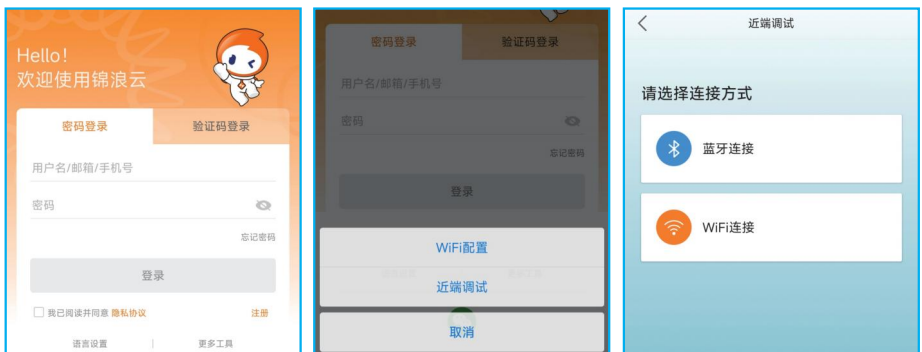 Hello!
欢迎使用锦浪云
密码登录
验证码登录
用户名/邮箱/手机号
密码
忘记密码
登录
我已阅读并同意 隐私协议
注册
语言设置
更多工具
密码登录
验证码登录
用户名/邮箱/手机号
密码
忘记密码
登录
WiFi配置
近端调试
取消
近端调试
请选择连接方式
蓝牙连接
WiFi连接